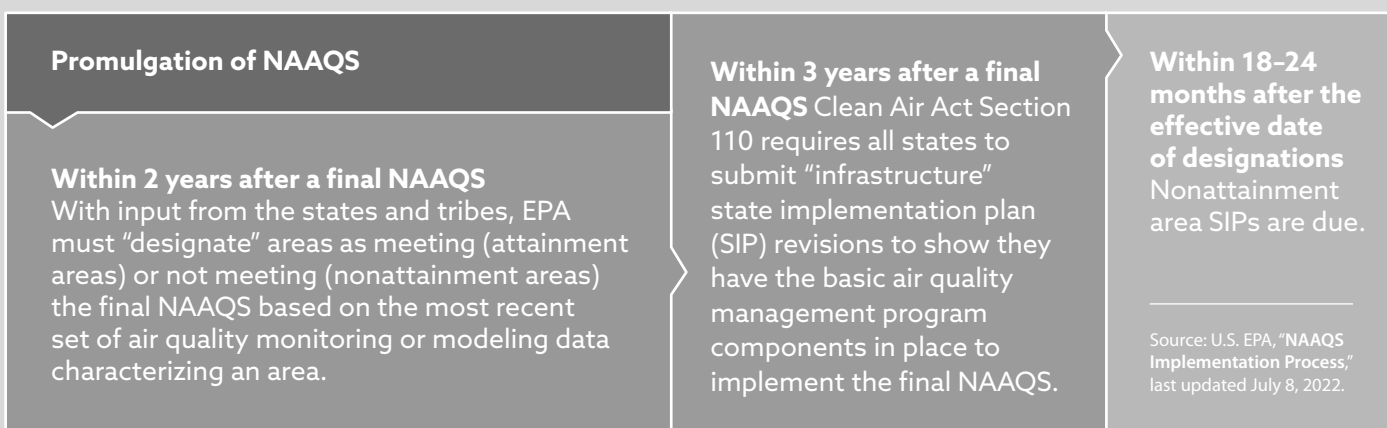 Promulgation of NAAQS
Within 2 years after a final NAAQS
With input from the states and tribes, EPA
must “designate” areas as meeting (attainment
areas) or not meeting (nonattainment areas)
the final NAAQS based on the most recent
set of air quality monitoring or modeling data
characterizing an area.
Within 3 years after a final
NAAQS Clean Air Act Section
110 requires all states to
submit “infrastructure”
state implementation plan
(SIP) revisions to show they
have the basic air quality
management program
components in place to
implement the final NAAQS.
Within 18–24
months after the
effective date
of designations
Nonattainment
area SIPs are due.
Source: U.S. EPA, “NAAQS
Implementation Process,”
last updated July 8, 2022.